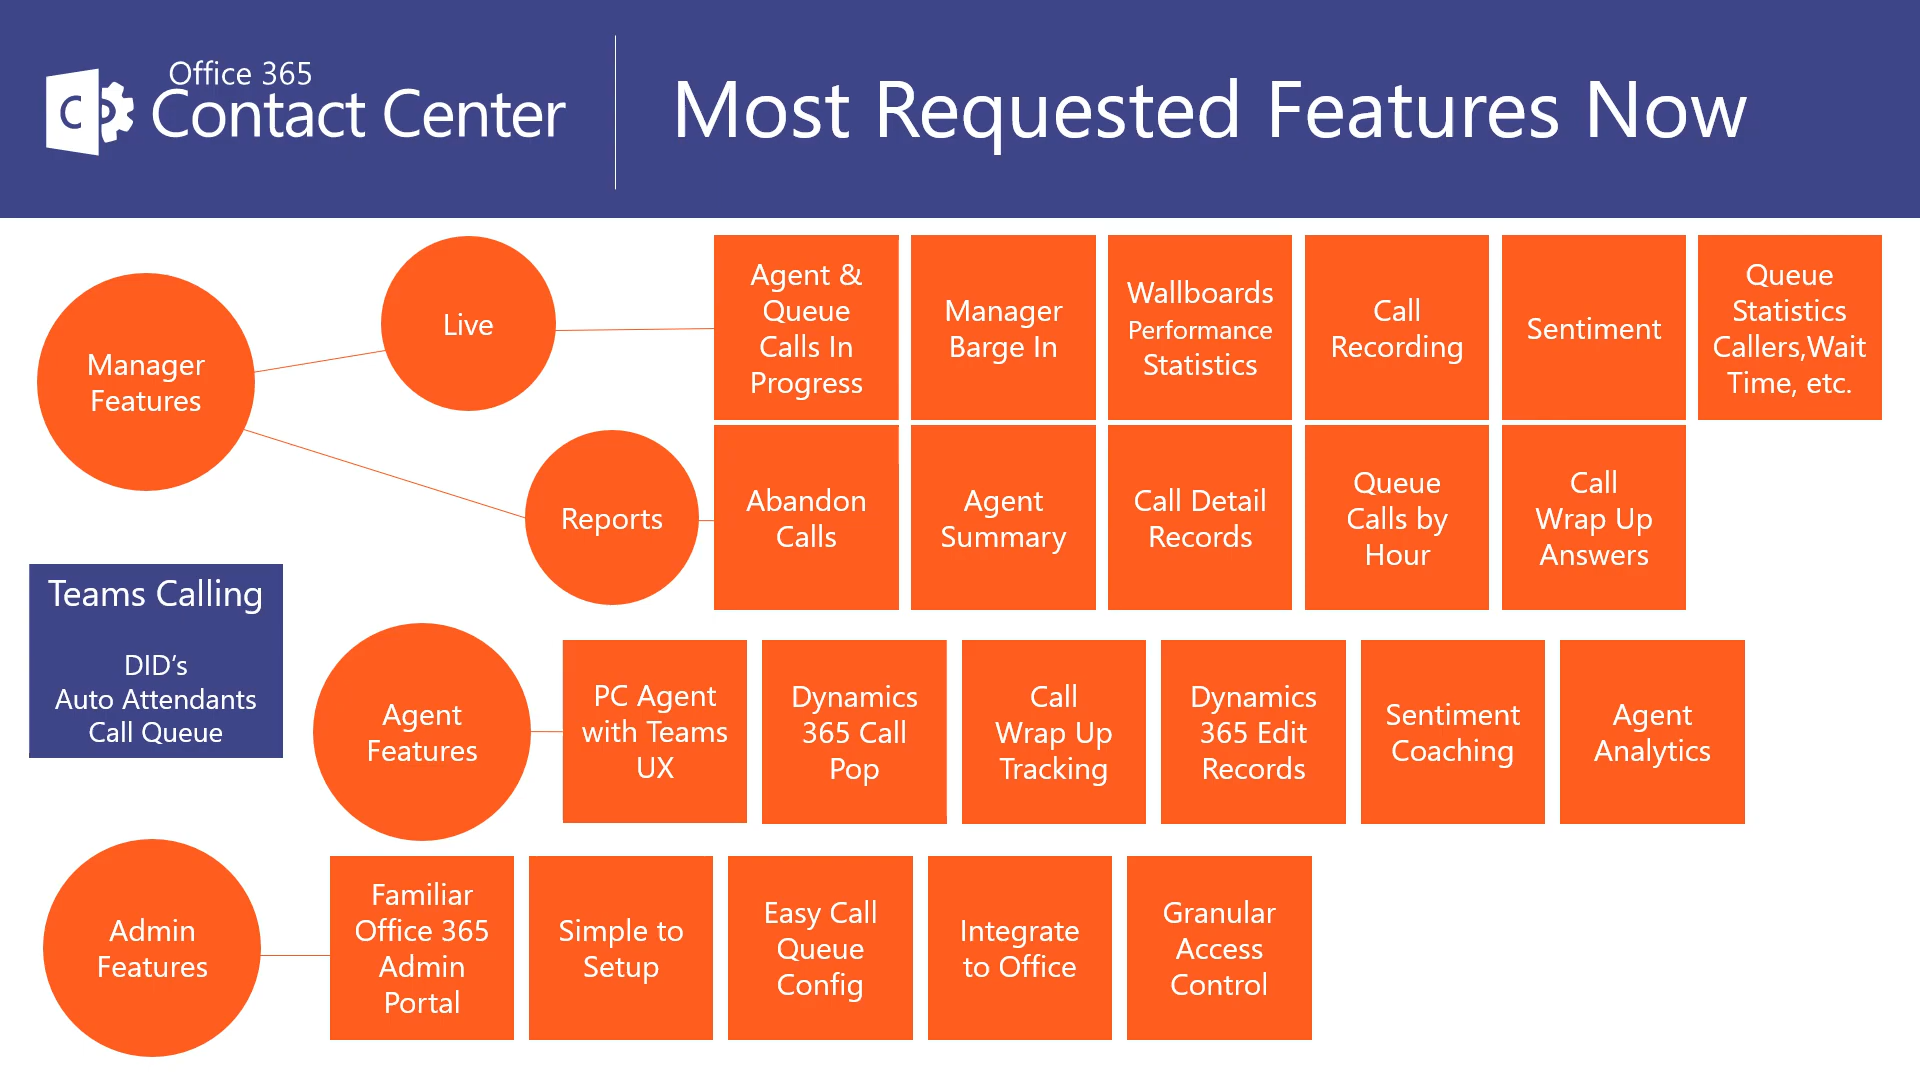 Office 365
Contact Center
Most Requested Features Now
Manager
Features
Live
Agent &
Queue
Calls In
Progress
Manager
Barge In
Wallboards
Performance
Statistics
Call
Recording
Sentiment
Queue
Statistics
Callers,Wait
Time, etc.
Reports
Abandon
Calls
Agent
Summary
Call Detail
Records
Queue
Calls by
Hour
Call
Wrap Up
Answers
Teams Calling
DID’s
Auto Attendants
Call Queue
Agent
Features
PC Agent
with Teams
UX
Dynamics
365 Call
Pop
Call
Wrap Up
Tracking
Dynamics
365 Edit
Records
Sentiment
Coaching
Agent
Analytics
Admin
Features
Familiar
Office 365
Admin
Portal
Simple to
Setup
Easy Call
Queue
Config
Integrate
to Office
Granular
Access
Control